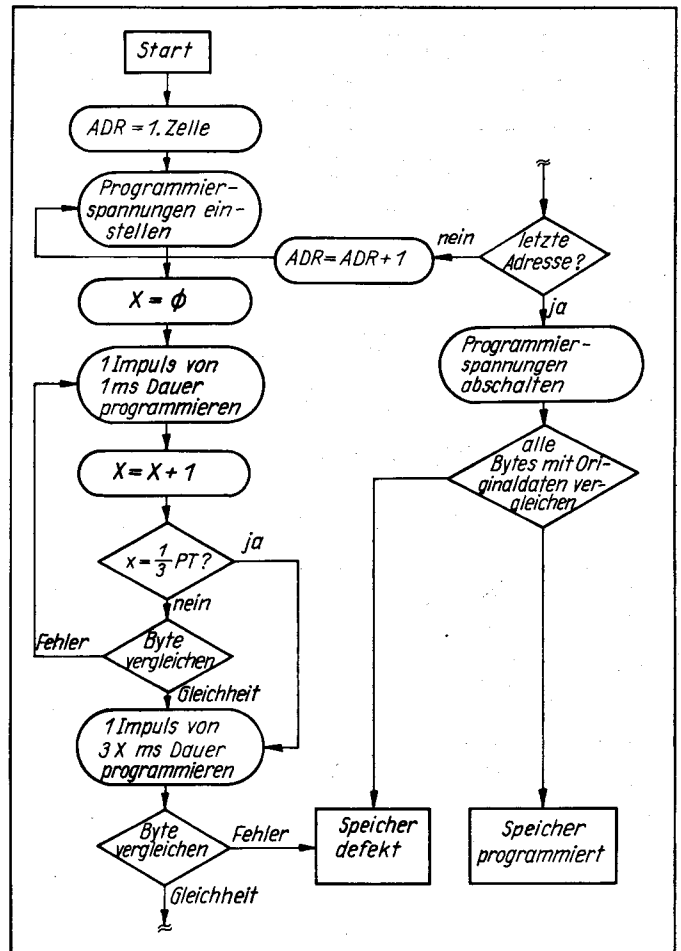 Start
ADR = 1. Zelle
Programmier-
spannungen ein-
stellen
X = ϕ
1 Impuls von
1 ms Dauer
programmieren
X = X + 1
x = 1/3 PT?
ja
nein
Fehler
Byte
vergleichen
Gleichheit
1 Impuls von
3 X ms Dauer
programmieren
Byte
vergleichen
Fehler
Gleichheit
≈
≈
letzte
Adresse?
nein
ADR = ADR + 1
ja
Programmier-
spannungen
abschalten
alle
Bytes mit Ori-
ginaldaten ver-
gleichen
Speicher
defekt
Speicher
programmiert